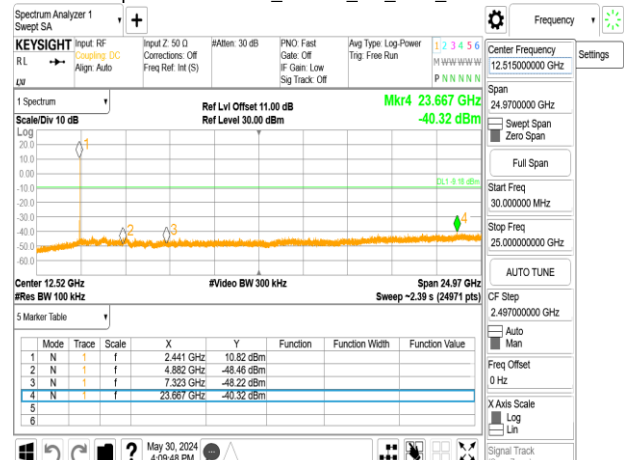 Spectrum Analyzer 1
Swept SA
Frequency
KEYSIGHT
RL
Input: RF
Coupling: DC
Align: Auto
Input Z: 50 Ω
Corrections: Off
Freq Ref: Int (S)
#Atten: 30 dB
PNO: Fast
Gate: Off
IF Gain: Low
Sig Track: Off
Avg Type: Log-Power
Trig: Free Run
1 2 3 4 5 6
M W W W W W
P N N N N N
Center Frequency
12.515000000 GHz
Settings
Span
24.9700000 GHz
Swept Span
Zero Span
Full Span
Start Freq
30.000000 MHz
Stop Freq
25.000000000 GHz
AUTO TUNE
CF Step
2.497000000 GHz
Auto
Man
Freq Offset
0 Hz
X Axis Scale
Log
Lin
Signal Track
1 Spectrum
Scale/Div 10 dB
Ref Lvl Offset 11.00 dB
Ref Level 30.00 dBm
Mkr4 23.667 GHz
-40.32 dBm
Log
20.0
10.0
0.00
-10.0
-20.0
-30.0
-40.0
-50.0
-60.0
1
2
3
4
Center 12.52 GHz
#Res BW 100 kHz
#Video BW 300 kHz
Span 24.97 GHz
Sweep ~2.39 s (24971 pts)
5 Marker Table
Mode Trace Scale X Y Function Function Width Function Value
1 N 1 f 2.441 GHz 10.82 dBm
2 N 1 f 4.882 GHz -48.46 dBm
3 N 1 f 7.323 GHz -48.22 dBm
4 N 1 f 23.667 GHz -40.32 dBm
5
6
May 30, 2024
4:09:48 PM